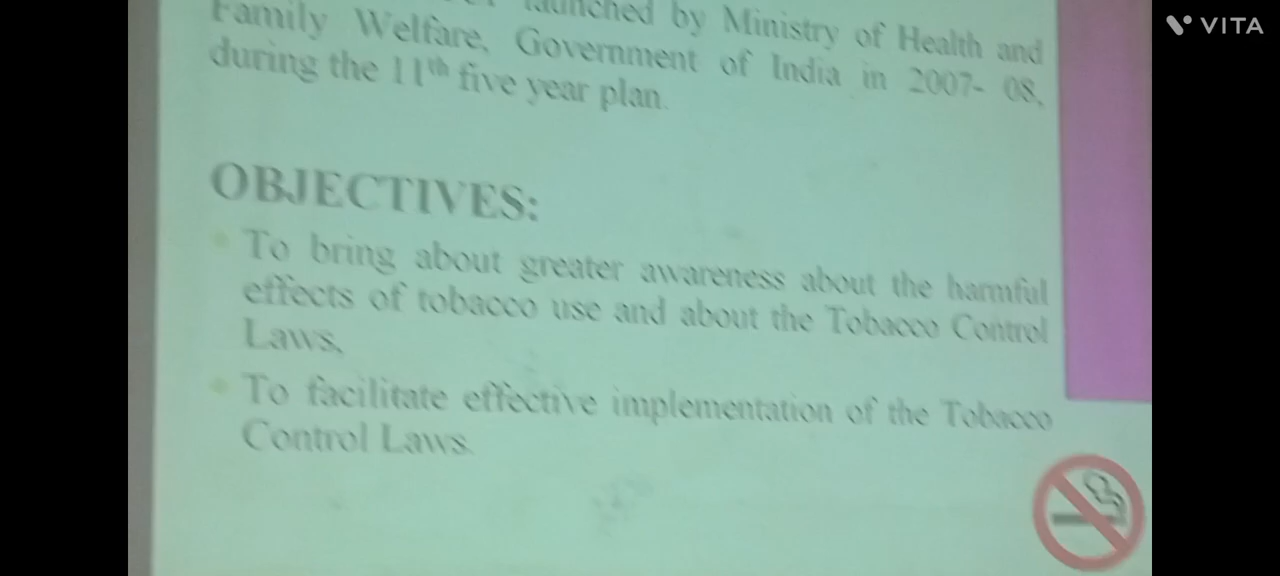 launched by Ministry of Health and
Family Welfare, Government of India in 2007- 08,
during the 11th five year plan.
OBJECTIVES:
To bring about greater awareness about the harmful
effects of tobacco use and about the Tobacco Control
Laws,
To facilitate effective implementation of the Tobacco
Control Laws.
VITA